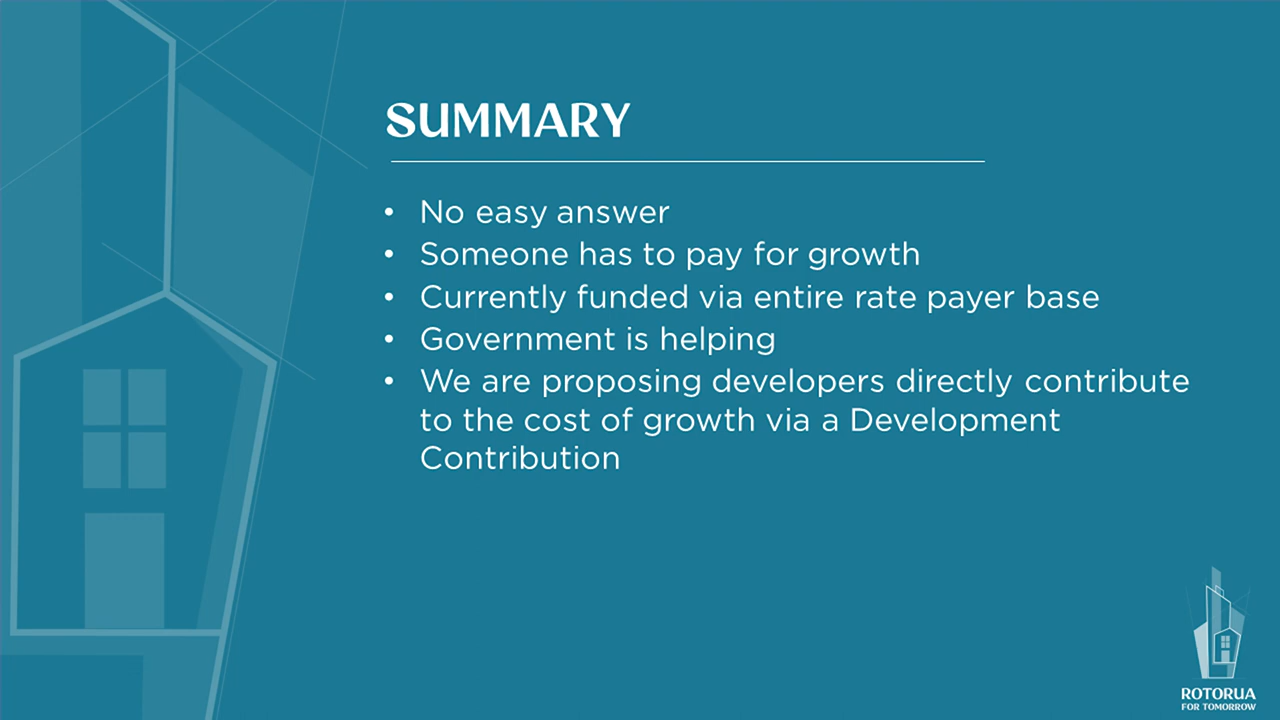 SUMMARY
• No easy answer
• Someone has to pay for growth
• Currently funded via entire rate payer base
• Government is helping
• We are proposing developers directly contribute
to the cost of growth via a Development
Contribution
ROTORUA
FOR TOMORROW